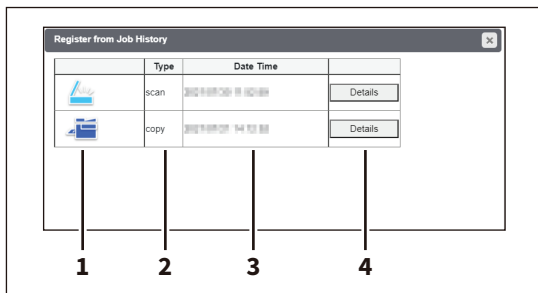 Register from Job History
Type Date Time
scan Details
copy Details
1 2 3 4